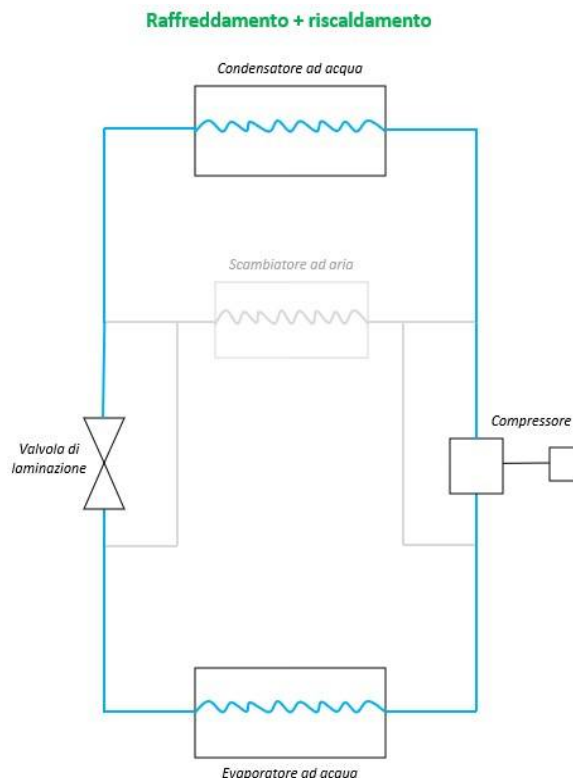 Raffreddamento + riscaldamento
Condensatore ad acqua
Scambiatore ad aria
Compressore
Valvola di
laminazione
Evaporatore ad acqua